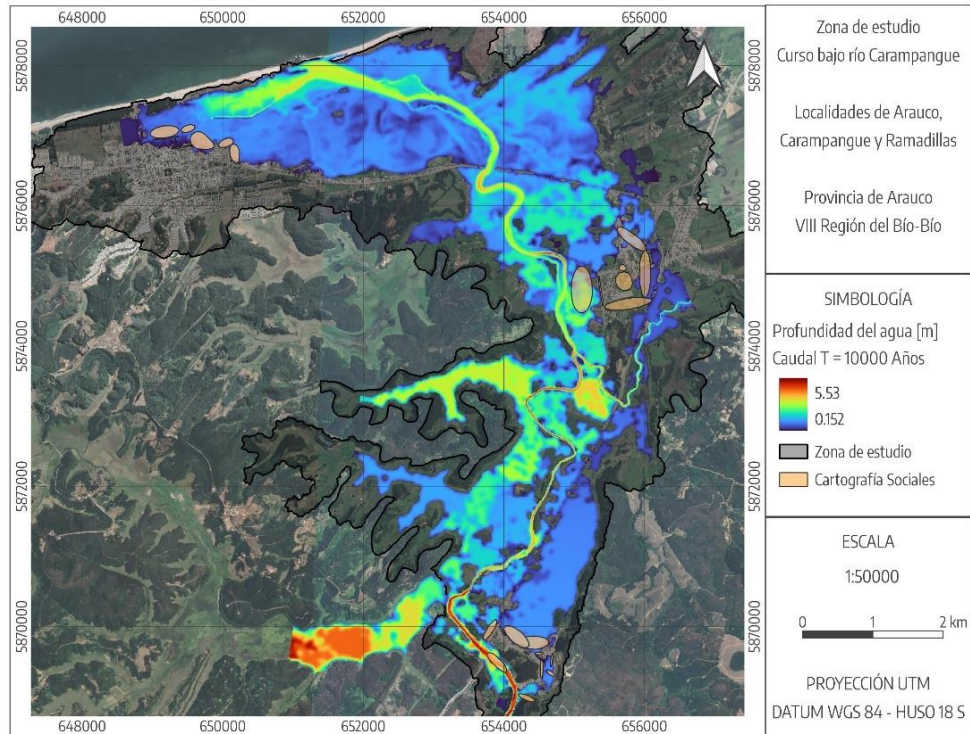 648000 650000 652000 654000 656000
5878000
5876000
5874000
5872000
5870000
5878000
5876000
5874000
5872000
5870000
648000 650000 652000 654000 656000
Zona de estudio
Curso bajo río Carampangue
Localidades de Arauco,
Carampangue y Ramadillas
Provincia de Arauco
VIII Región del Bío-Bío
SIMBOLOGÍA
Profundidad del agua [m]
Caudal T = 10000 Años
5.53
0.152
Zona de estudio
Cartografía Sociales
ESCALA
1:50000
0 1 2 km
PROYECCIÓN UTM
DATUM WGS 84 - HUSO 18 S